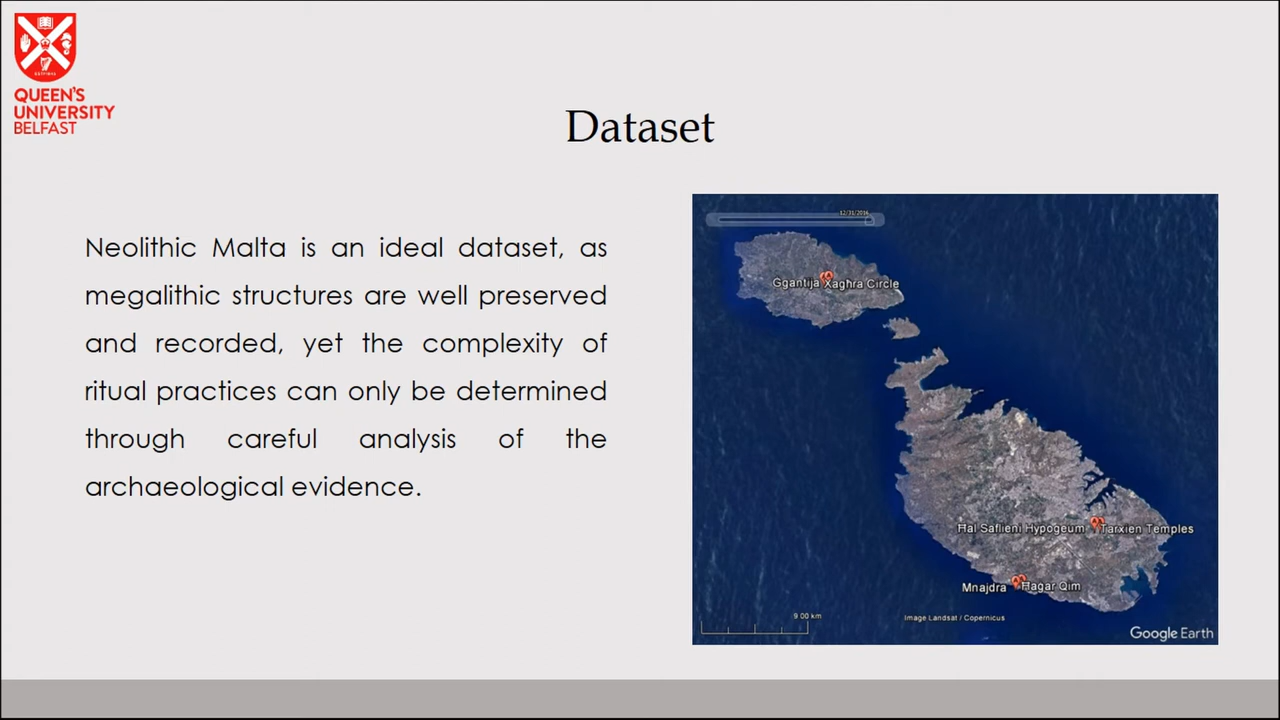 QUEEN'S
UNIVERSITY
BELFAST
Dataset
Neolithic Malta is an ideal dataset, as
megalithic structures are well preserved
and recorded, yet the complexity of
ritual practices can only be determined
through careful analysis of the
archaeological evidence.
Ggantija Xaghra Circle
Ħal Saflieni Hypogeum Tarxien Temples
Mnajdra Ħagar Qim
9.00 km
Image Landsat / Copernicus
Google Earth